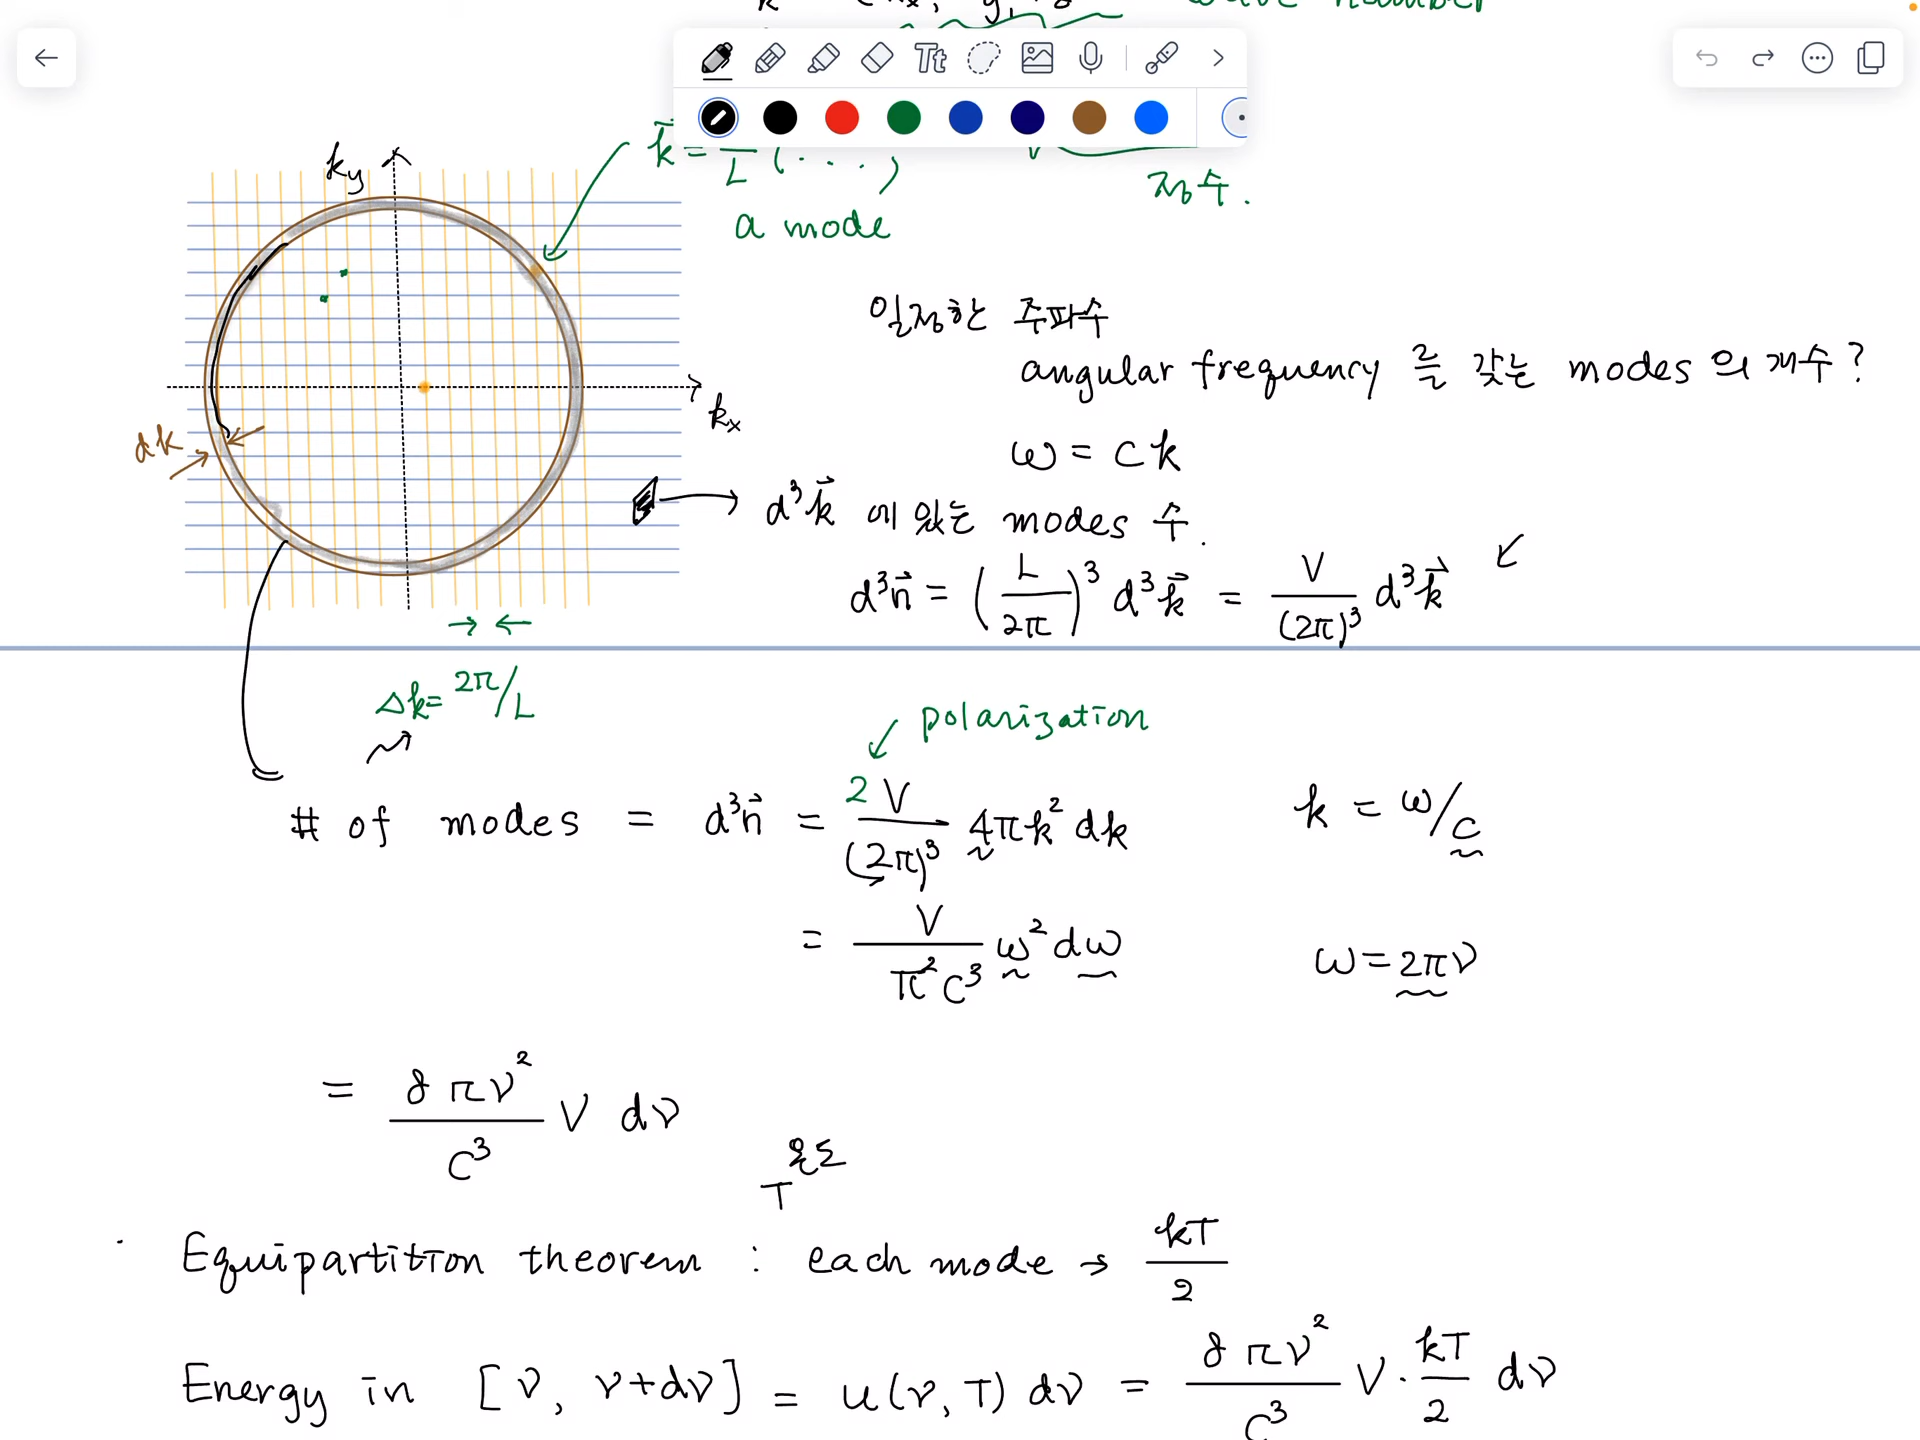 Tt
ky
k⃗ = /L (...,)
정수.
a mode
일정한 주파수
angular frequency 를 갖는 modes 의 개수?
kx
dk
ω = ck
d³k⃗ 에 있는 modes 수.
d³n⃗ = (L/2π)³ d³k⃗ = V/(2π)³ d³k⃗
Δk = 2π/L
polarization
# of modes = d³n⃗ = 2V/(2π)³ 4πk² dk
k = ω/c
= V/π²c³ ω² dω
ω = 2πν
= 8πν²/c³ V dν
T 온도
Equipartition theorem : each mode → kT/2
Energy in [ν, ν+dν] = u(ν, T) dν = 8πν²/c³ V · kT/2 dν